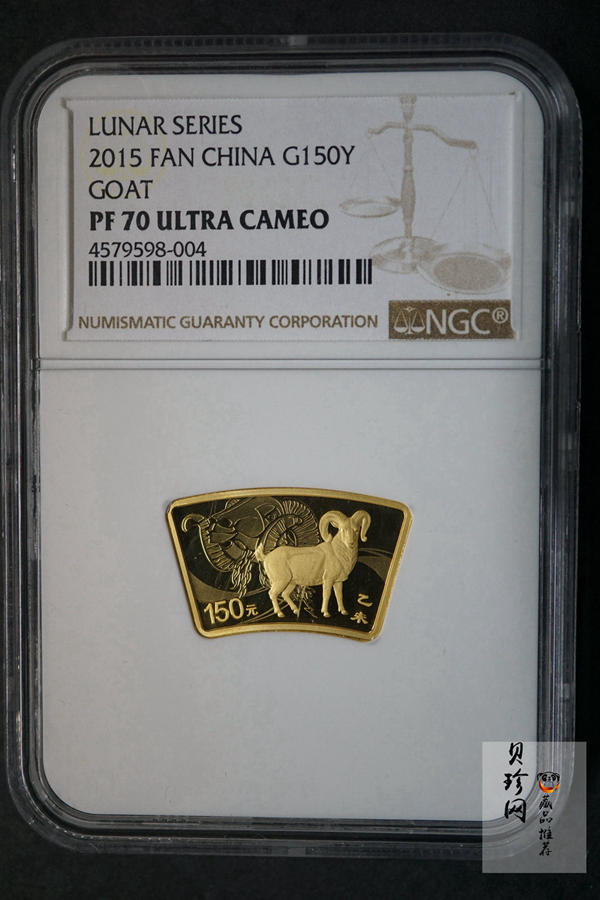 LUNAR SERIES
2015 FAN CHINA G150Y
GOAT
PF 70 ULTRA CAMEO
4579598-004
NUMISMATIC GUARANTY CORPORATION
NGC®
150元
乙未
贝珍网
藏品推荐